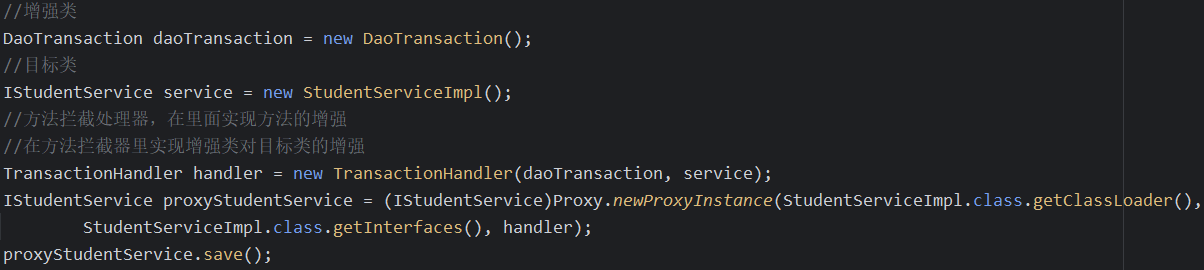 //增强类
DaoTransaction daoTransaction = new DaoTransaction();
//目标类
IStudentService service = new StudentServiceImpl();
//方法拦截处理器，在里面实现方法的增强
//在方法拦截器里实现增强类对目标类的增强
TransactionHandler handler = new TransactionHandler(daoTransaction, service);
IStudentService proxyStudentService = (IStudentService)Proxy.newProxyInstance(StudentServiceImpl.class.getClassLoader(),
        StudentServiceImpl.class.getInterfaces(), handler);
proxyStudentService.save();